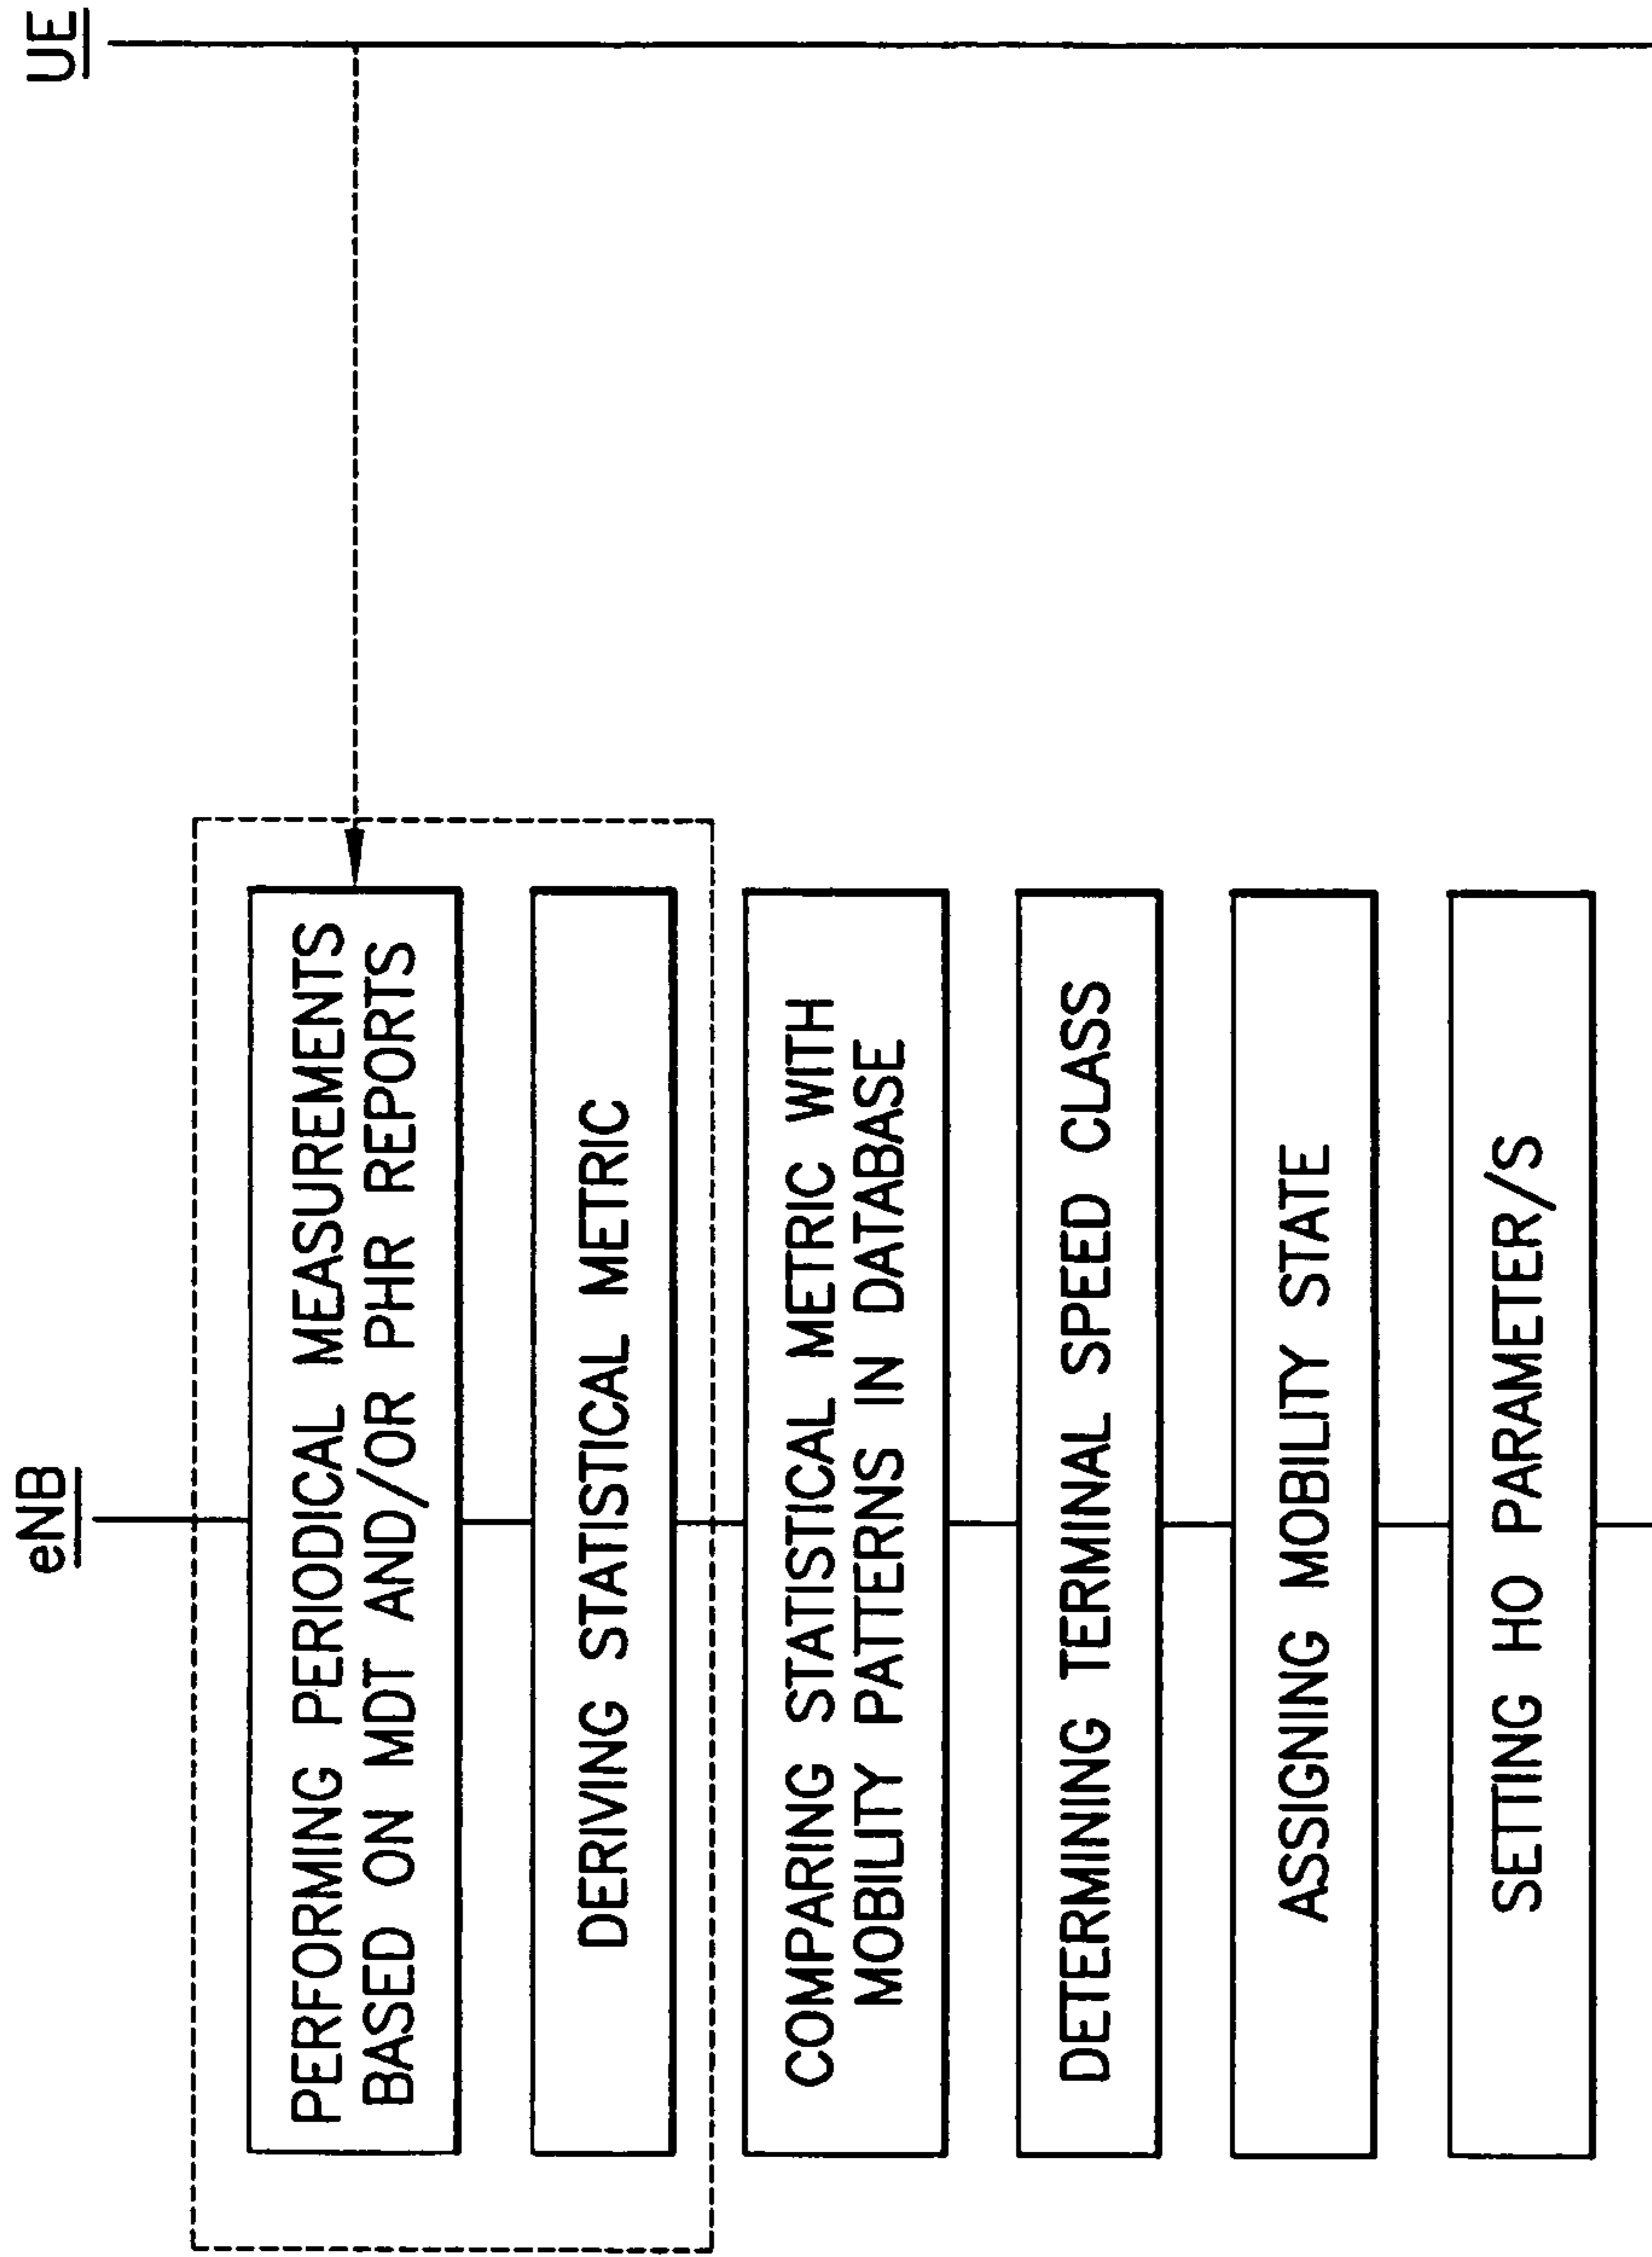 eNB
UE
PERFORMING PERIODICAL MEASUREMENTS
BASED ON MDT AND/OR PHR REPORTS
DERIVING STATISTICAL METRIC
COMPARING STATISTICAL METRIC WITH
MOBILITY PATTERNS IN DATABASE
DETERMINING TERMINAL SPEED CLASS
ASSIGNING MOBILITY STATE
SETTING HO PARAMETER/S